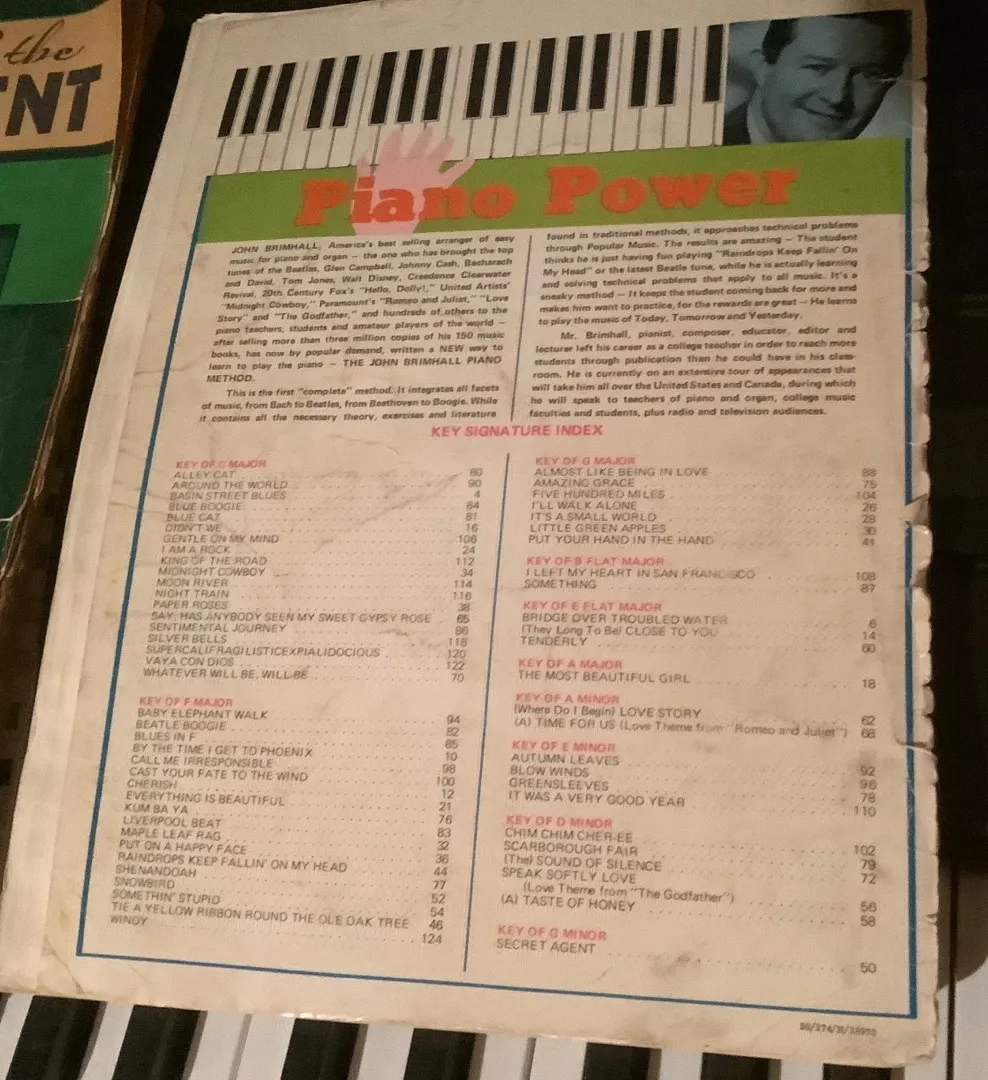 the
ENT
Piano Power
JOHN BRIMHALL, America's best selling arranger of easy
music for piano and organ — the one who has brought the top
tunes of the Beatles, Glen Campbell, Johnny Cash, Bacharach
and David, Tom Jones, Walt Disney, Creedence Clearwater
Revival, 20th Century Fox's "Hello, Dolly!," United Artists'
"Midnight Cowboy," Paramount's "Romeo and Juliet," "Love
Story" and "The Godfather," and hundreds of others to the
piano teachers, students and amateur players of the world —
after selling more than three million copies of his 150 music
books, has now by popular demand, written a NEW way to
learn to play the piano — THE JOHN BRIMHALL PIANO
METHOD.
This is the first "complete" method. It integrates all facets
of music, from Bach to Beatles, from Beethoven to Boogie. While
it contains all the necessary theory, exercises and literature
found in traditional methods, it approaches technical problems
through Popular Music. The results are amazing — The student
thinks he is just having fun playing "Raindrops Keep Fallin' On
My Head" or the latest Beatle tune, while he is actually learning
and solving technical problems that apply to all music. It's a
sneaky method — It keeps the student coming back for more and
makes him want to practice, for the rewards are great — He learns
to play the music of Today, Tomorrow and Yesterday.
Mr. Brimhall, pianist, composer, educator, editor and
lecturer left his career as a college teacher in order to reach more
students through publication than he could have in his class-
room. He is currently on an extensive tour of appearances that
will take him all over the United States and Canada, during which
he will speak to teachers of piano and organ, college music
faculties and students, plus radio and television audiences.
KEY SIGNATURE INDEX
KEY OF C MAJOR
ALLEY CAT 80
AROUND THE WORLD 90
BASIN STREET BLUES 4
BLUE BOOGIE 84
BLUE CAT 81
DIDN'T WE 16
GENTLE ON MY MIND 106
I AM A ROCK 24
KING OF THE ROAD 112
MIDNIGHT COWBOY 34
MOON RIVER 114
NIGHT TRAIN 116
PAPER ROSES 38
SAY, HAS ANYBODY SEEN MY SWEET GYPSY ROSE 65
SENTIMENTAL JOURNEY 86
SILVER BELLS 118
SUPERCALIFRAGILISTICEXPIALIDOCIOUS 120
VAYA CON DIOS 122
WHATEVER WILL BE, WILL BE 70
KEY OF F MAJOR
BABY ELEPHANT WALK 94
BEATLE BOOGIE 82
BLUES IN F 85
BY THE TIME I GET TO PHOENIX 10
CALL ME IRRESPONSIBLE 98
CAST YOUR FATE TO THE WIND 100
CHERISH 12
EVERYTHING IS BEAUTIFUL 21
KUM BA YA 76
LIVERPOOL BEAT 83
MAPLE LEAF RAG 32
PUT ON A HAPPY FACE 36
RAINDROPS KEEP FALLIN' ON MY HEAD 44
SHENANDOAH 77
SNOWBIRD 52
SOMETHIN' STUPID 54
TIE A YELLOW RIBBON ROUND THE OLE OAK TREE 46
WINDY 124
KEY OF G MAJOR
ALMOST LIKE BEING IN LOVE 88
AMAZING GRACE 75
FIVE HUNDRED MILES 104
I'LL WALK ALONE 26
IT'S A SMALL WORLD 28
LITTLE GREEN APPLES 30
PUT YOUR HAND IN THE HAND 41
KEY OF B FLAT MAJOR
I LEFT MY HEART IN SAN FRANCISCO 108
SOMETHING 87
KEY OF E FLAT MAJOR
BRIDGE OVER TROUBLED WATER 6
(They Long To Be) CLOSE TO YOU 14
TENDERLY 60
KEY OF A MAJOR
THE MOST BEAUTIFUL GIRL 18
KEY OF A MINOR
(Where Do I Begin) LOVE STORY 62
(A) TIME FOR US (Love Theme from "Romeo and Juliet") 68
KEY OF E MINOR
AUTUMN LEAVES 92
BLOW WINDS 96
GREENSLEEVES 78
IT WAS A VERY GOOD YEAR 110
KEY OF D MINOR
CHIM CHIM CHER-EE 102
SCARBOROUGH FAIR 79
(The) SOUND OF SILENCE 72
SPEAK SOFTLY LOVE
(Love Theme from "The Godfather") 56
(A) TASTE OF HONEY 58
KEY OF G MINOR
SECRET AGENT 50